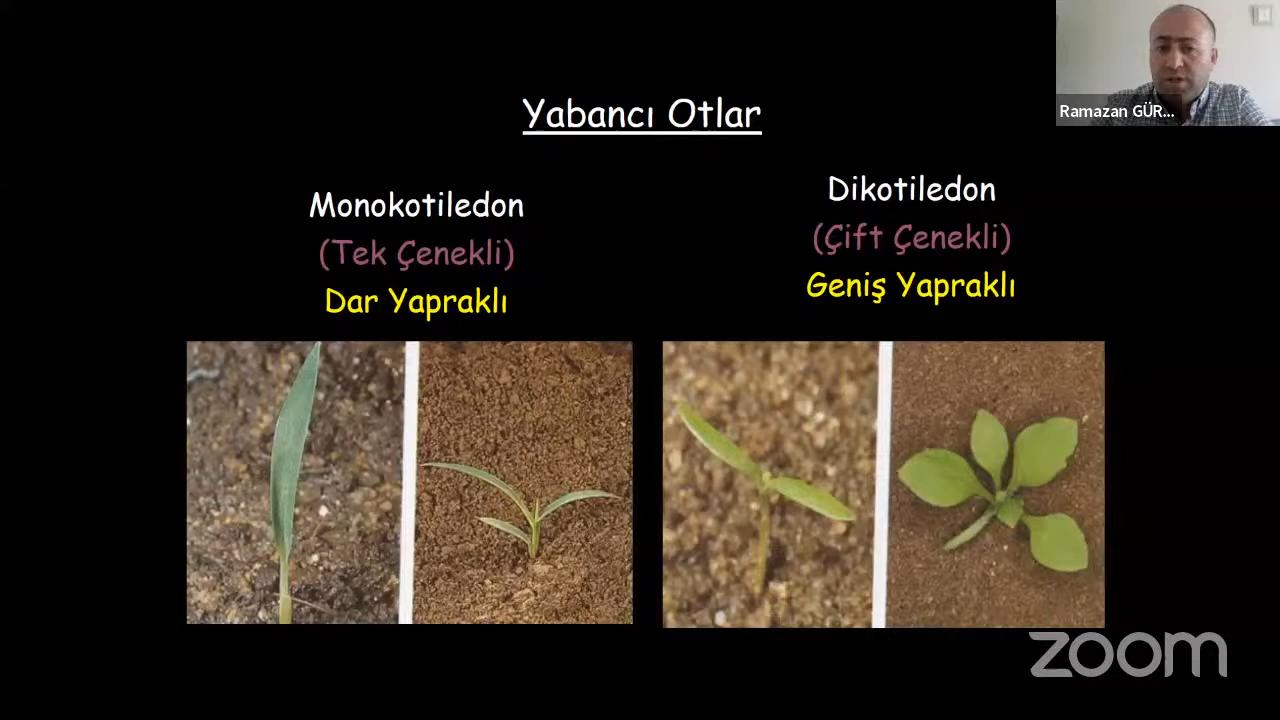 Ramazan GÜR...
Yabancı Otlar
Monokotiledon
(Tek Çenekli)
Dar Yapraklı
Dikotiledon
(Çift Çenekli)
Geniş Yapraklı
zoom